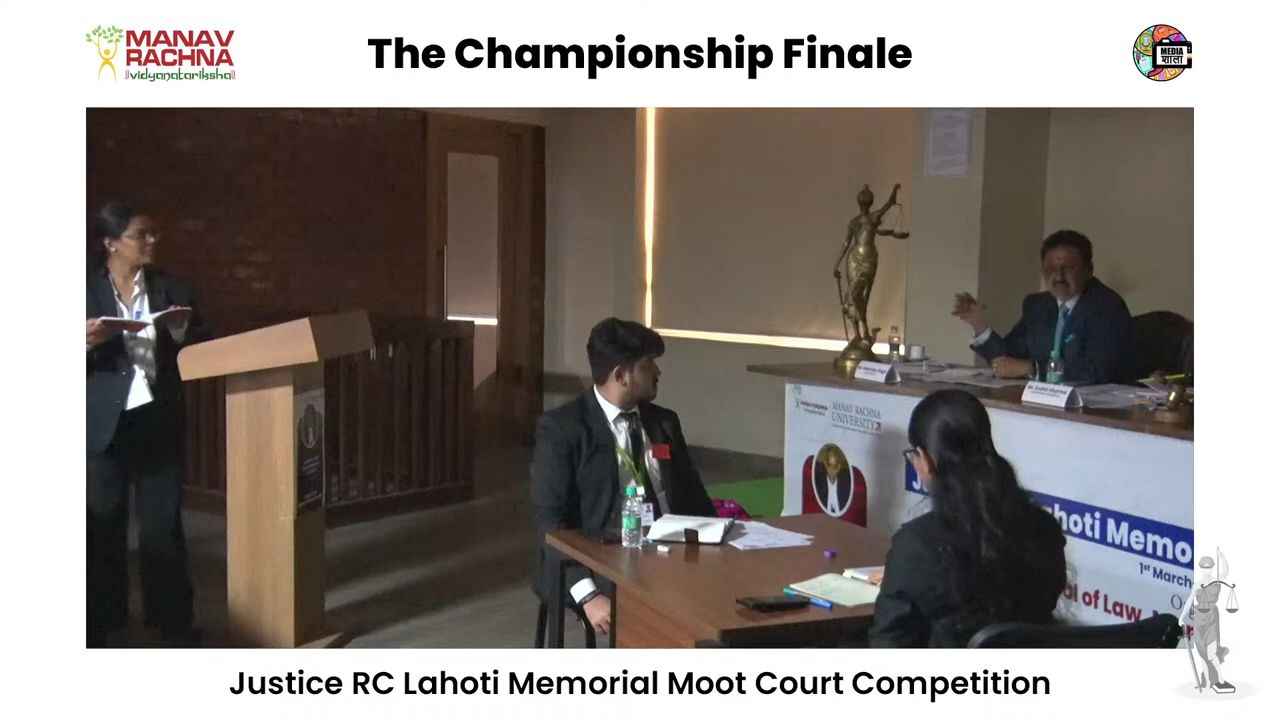 MANAV
RACHNA
vidyanatariksha
The Championship Finale
MEDIA
शाला
MANAV RACHNA
UNIVERSITY
Lahoti Memo
1st March
ol of Law,
Justice RC Lahoti Memorial Moot Court Competition